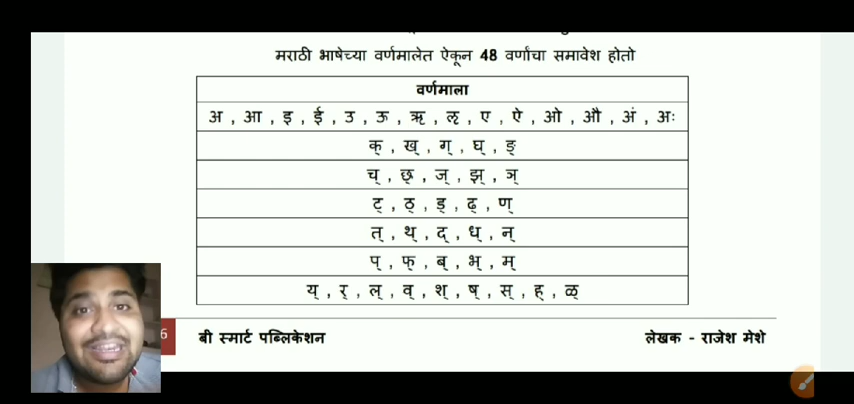 मराठी भाषेच्या वर्णमालेत ऐकून 48 वर्णांचा समावेश होतो
वर्णमाला
अ , आ , इ , ई , उ , ऊ , ऋ , ऌ , ए , ऐ , ओ , औ , अं , अः
क् , ख् , ग् , घ् , ङ्
च् , छ् , ज् , झ् , ञ्
ट् , ठ् , ड् , ढ् , ण्
त् , थ् , द् , ध् , न्
प् , फ् , ब् , भ् , म्
य् , र् , ल् , व् , श् , ष् , स् , ह् , ळ्
6 बी स्मार्ट पब्लिकेशन लेखक - राजेश मेशे